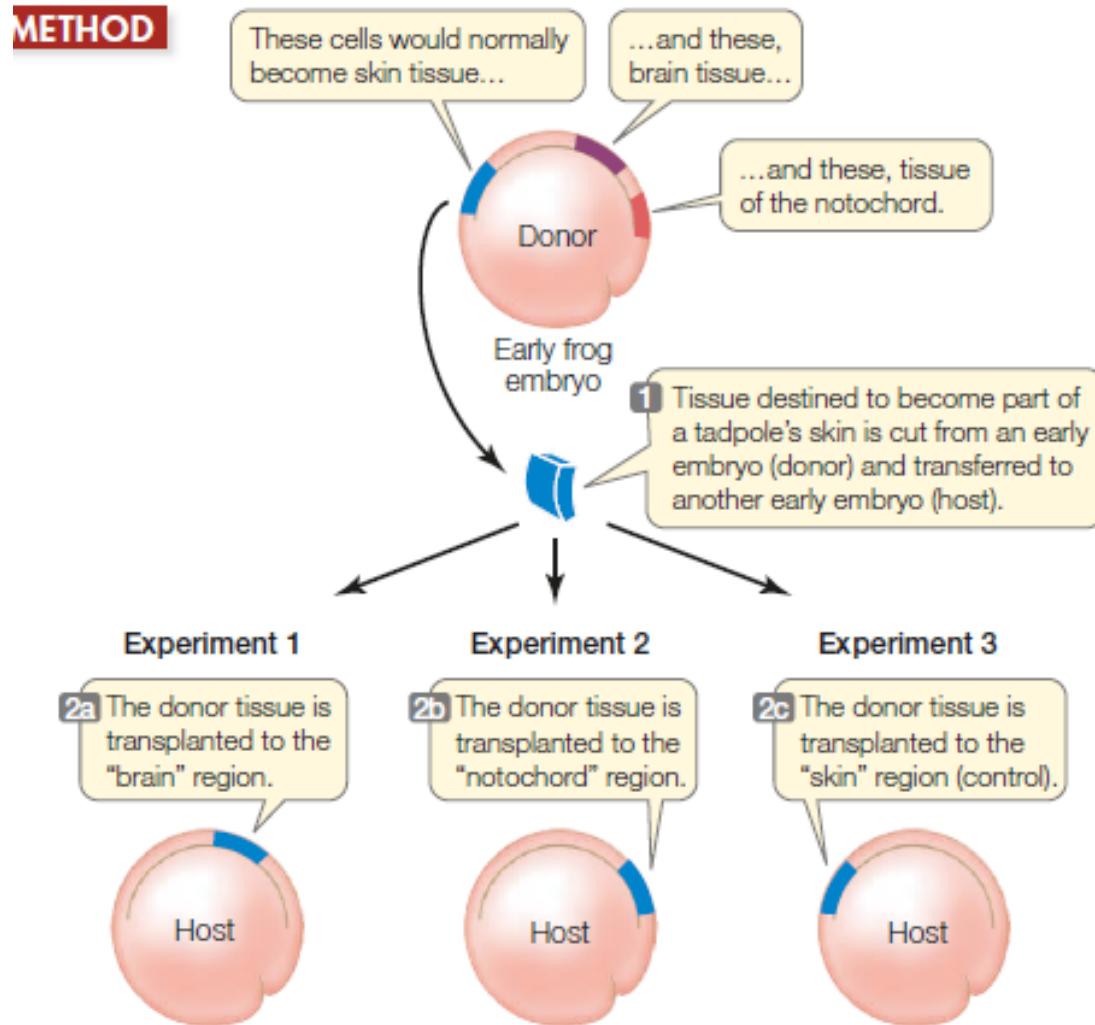 METHOD
These cells would normally
become skin tissue…
…and these,
brain tissue…
…and these, tissue
of the notochord.
Donor
Early frog
embryo
1 Tissue destined to become part of
a tadpole's skin is cut from an early
embryo (donor) and transferred to
another early embryo (host).
Experiment 1
2a The donor tissue is
transplanted to the
"brain" region.
Host
Experiment 2
2b The donor tissue is
transplanted to the
"notochord" region.
Host
Experiment 3
2c The donor tissue is
transplanted to the
"skin" region (control).
Host